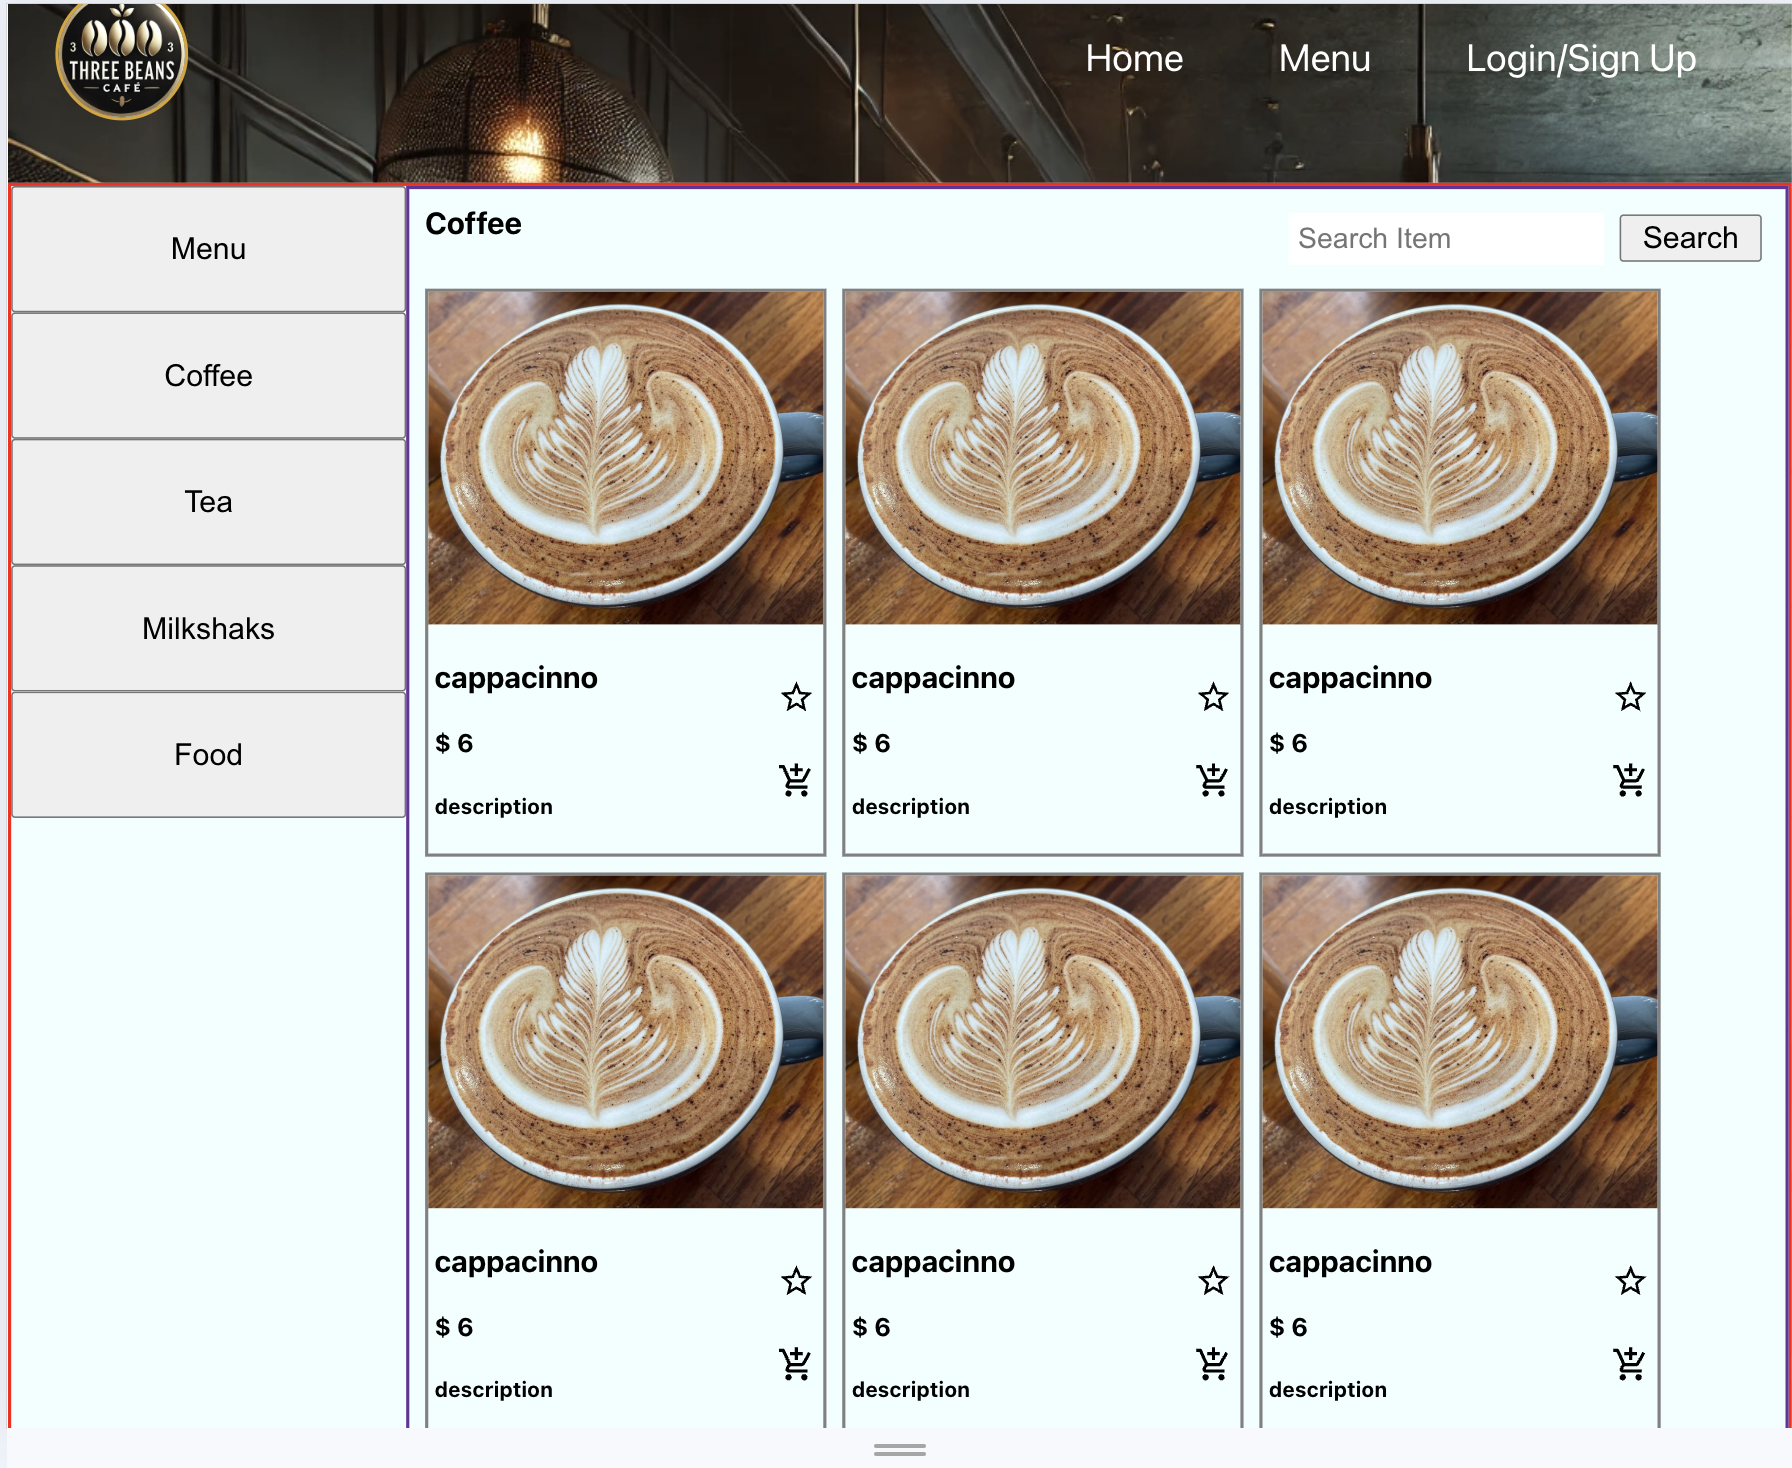 3 3
THREE BEANS
CAFÉ
Home Menu Login/Sign Up
Menu
Coffee
Tea
Milkshaks
Food
Coffee
Search Item Search
cappacinno cappacinno cappacinno
$ 6 $ 6 $ 6
description description description
cappacinno cappacinno cappacinno
$ 6 $ 6 $ 6
description description description